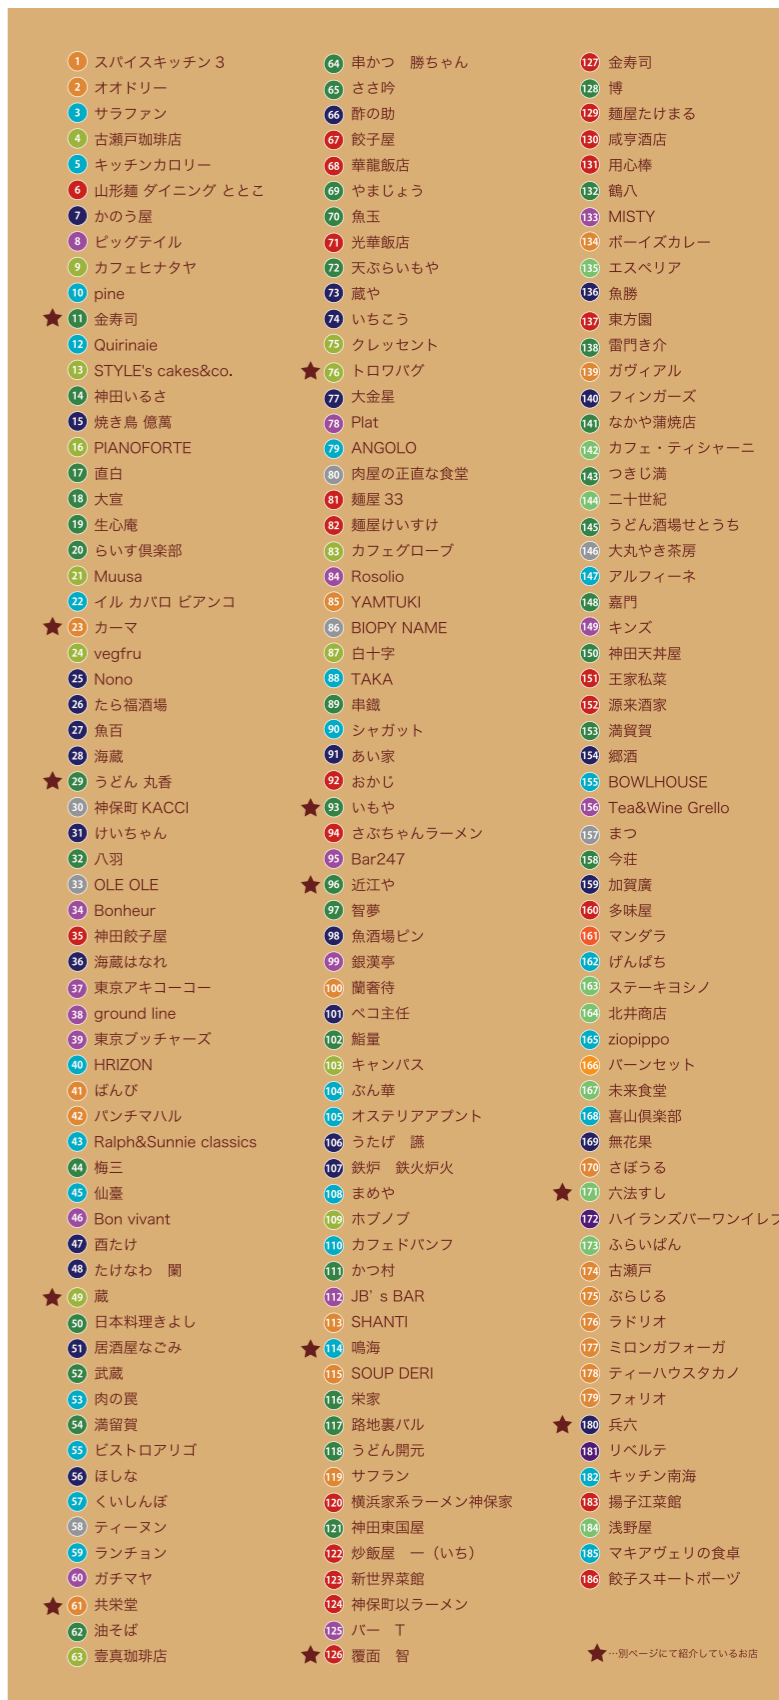 1 スパイスキッチン 3
2 オオドリー
3 サラファン
4 古瀬戸珈琲店
5 キッチンカロリー
6 山形麺 ダイニング ととこ
7 かのう屋
8 ビッグテイル
9 カフェヒナタヤ
10 pine
11 金寿司
12 Quirinaie
13 STYLE's cakes&co.
14 神田いるさ
15 焼き鳥 億萬
16 PIANOFORTE
17 直白
18 大宣
19 生心庵
20 らいす倶楽部
21 Muusa
22 イル カバロ ビアンコ
23 カーマ
24 vegfru
25 Nono
26 たら福酒場
27 魚百
28 海蔵
29 うどん 丸香
30 神保町 KACCI
31 けいちゃん
32 八羽
33 OLE OLE
34 Bonheur
35 神田餃子屋
36 海蔵はなれ
37 東京アキコーコー
38 ground line
39 東京ブッチャーズ
40 HRIZON
41 ばんび
42 パンチマハル
43 Ralph&Sunnie classics
44 梅三
45 仙臺
46 Bon vivant
47 酉たけ
48 たけなわ 闌
49 蔵
50 日本料理きよし
51 居酒屋なごみ
52 武蔵
53 肉の罠
54 満留賀
55 ビストロアリゴ
56 ほしな
57 くいしんぼ
58 ティーヌン
59 ランチョン
60 ガチマヤ
61 共栄堂
62 油そば
63 壹真珈琲店
64 串かつ 勝ちゃん
65 ささ吟
66 酢の助
67 餃子屋
68 華龍飯店
69 やまじょう
70 魚玉
71 光華飯店
72 天ぷらいもや
73 蔵や
74 いちこう
75 クレッセント
76 トロワバグ
77 大金星
78 Plat
79 ANGOLO
80 肉屋の正直な食堂
81 麺屋 33
82 麺屋けいすけ
83 カフェグローブ
84 Rosolio
85 YAMTUKI
86 BIOPY NAME
87 白十字
88 TAKA
89 串鐡
90 シャガット
91 あい家
92 おかじ
93 いもや
94 さぶちゃんラーメン
95 Bar247
96 近江や
97 智夢
98 魚酒場ピン
99 銀漢亭
100 蘭奢待
101 ペコ主任
102 鮨量
103 キャンパス
104 ぶん華
105 オステリアアプント
106 うたげ 讌
107 鉄炉 鉄火炉火
108 まめや
109 ホブノブ
110 カフェドバンフ
111 かつ村
112 JB’s BAR
113 SHANTI
114 鳴海
115 SOUP DERI
116 栄家
117 路地裏バル
118 うどん開元
119 サフラン
120 横浜家系ラーメン神保家
121 神田東国屋
122 炒飯屋 一（いち）
123 新世界菜館
124 神保町以ラーメン
125 バー T
126 覆面 智
127 金寿司
128 博
129 麺屋たけまる
130 咸亨酒店
131 用心棒
132 鶴八
133 MISTY
134 ボーイズカレー
135 エスペリア
136 魚勝
137 東方園
138 雷門き介
139 ガヴィアル
140 フィンガーズ
141 なかや蒲焼店
142 カフェ・ティシャーニ
143 つきじ満
144 二十世紀
145 うどん酒場せとうち
146 大丸やき茶房
147 アルフィーネ
148 嘉門
149 キンズ
150 神田天丼屋
151 王家私菜
152 源来酒家
153 満賀賀
154 郷酒
155 BOWLHOUSE
156 Tea&Wine Grello
157 まつ
158 今荘
159 加賀廣
160 多味屋
161 マンダラ
162 げんぱち
163 ステーキヨシノ
164 北井商店
165 ziopippo
166 バーンセット
167 未来食堂
168 喜山倶楽部
169 無花果
170 さぼうる
171 六法すし
172 ハイランズバーワンイレブ
173 ふらいぱん
174 古瀬戸
175 ぶらじる
176 ラドリオ
177 ミロンガフォーガ
178 ティーハウスタカノ
179 フォリオ
180 兵六
181 リベルテ
182 キッチン南海
183 揚子江菜館
184 浅野屋
185 マキアヴェリの食卓
186 餃子スヰートポーヅ
★…別ページにて紹介しているお店